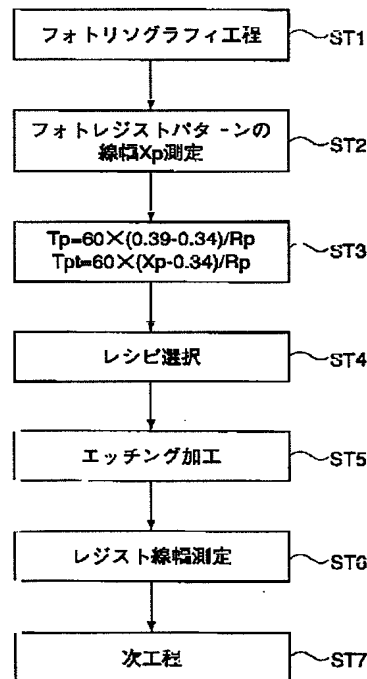 フォトリソグラフィ工程
ST1
フォトレジストパターンの
線幅Xp測定
ST2
Tp=60×(0.39-0.34)/Rp
Tpt=60×(Xp-0.34)/Rp
ST3
レシピ選択
ST4
エッチング加工
ST5
レジスト線幅測定
ST6
次工程
ST7